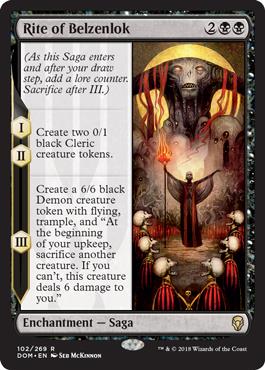 Rite of Belzenlok 2
(As this Saga enters
and after your draw
step, add a lore counter.
Sacrifice after III.)
I
II
Create two 0/1
black Cleric
creature tokens.
III
Create a 6/6 black
Demon creature
token with flying,
trample, and “At the
beginning of
your upkeep,
sacrifice another
creature. If you
can’t, this creature
deals 6 damage to
you.”
Enchantment — Saga
102/269 R
DOM • EN Seb McKinnon
™ & © 2018 Wizards of the Coast